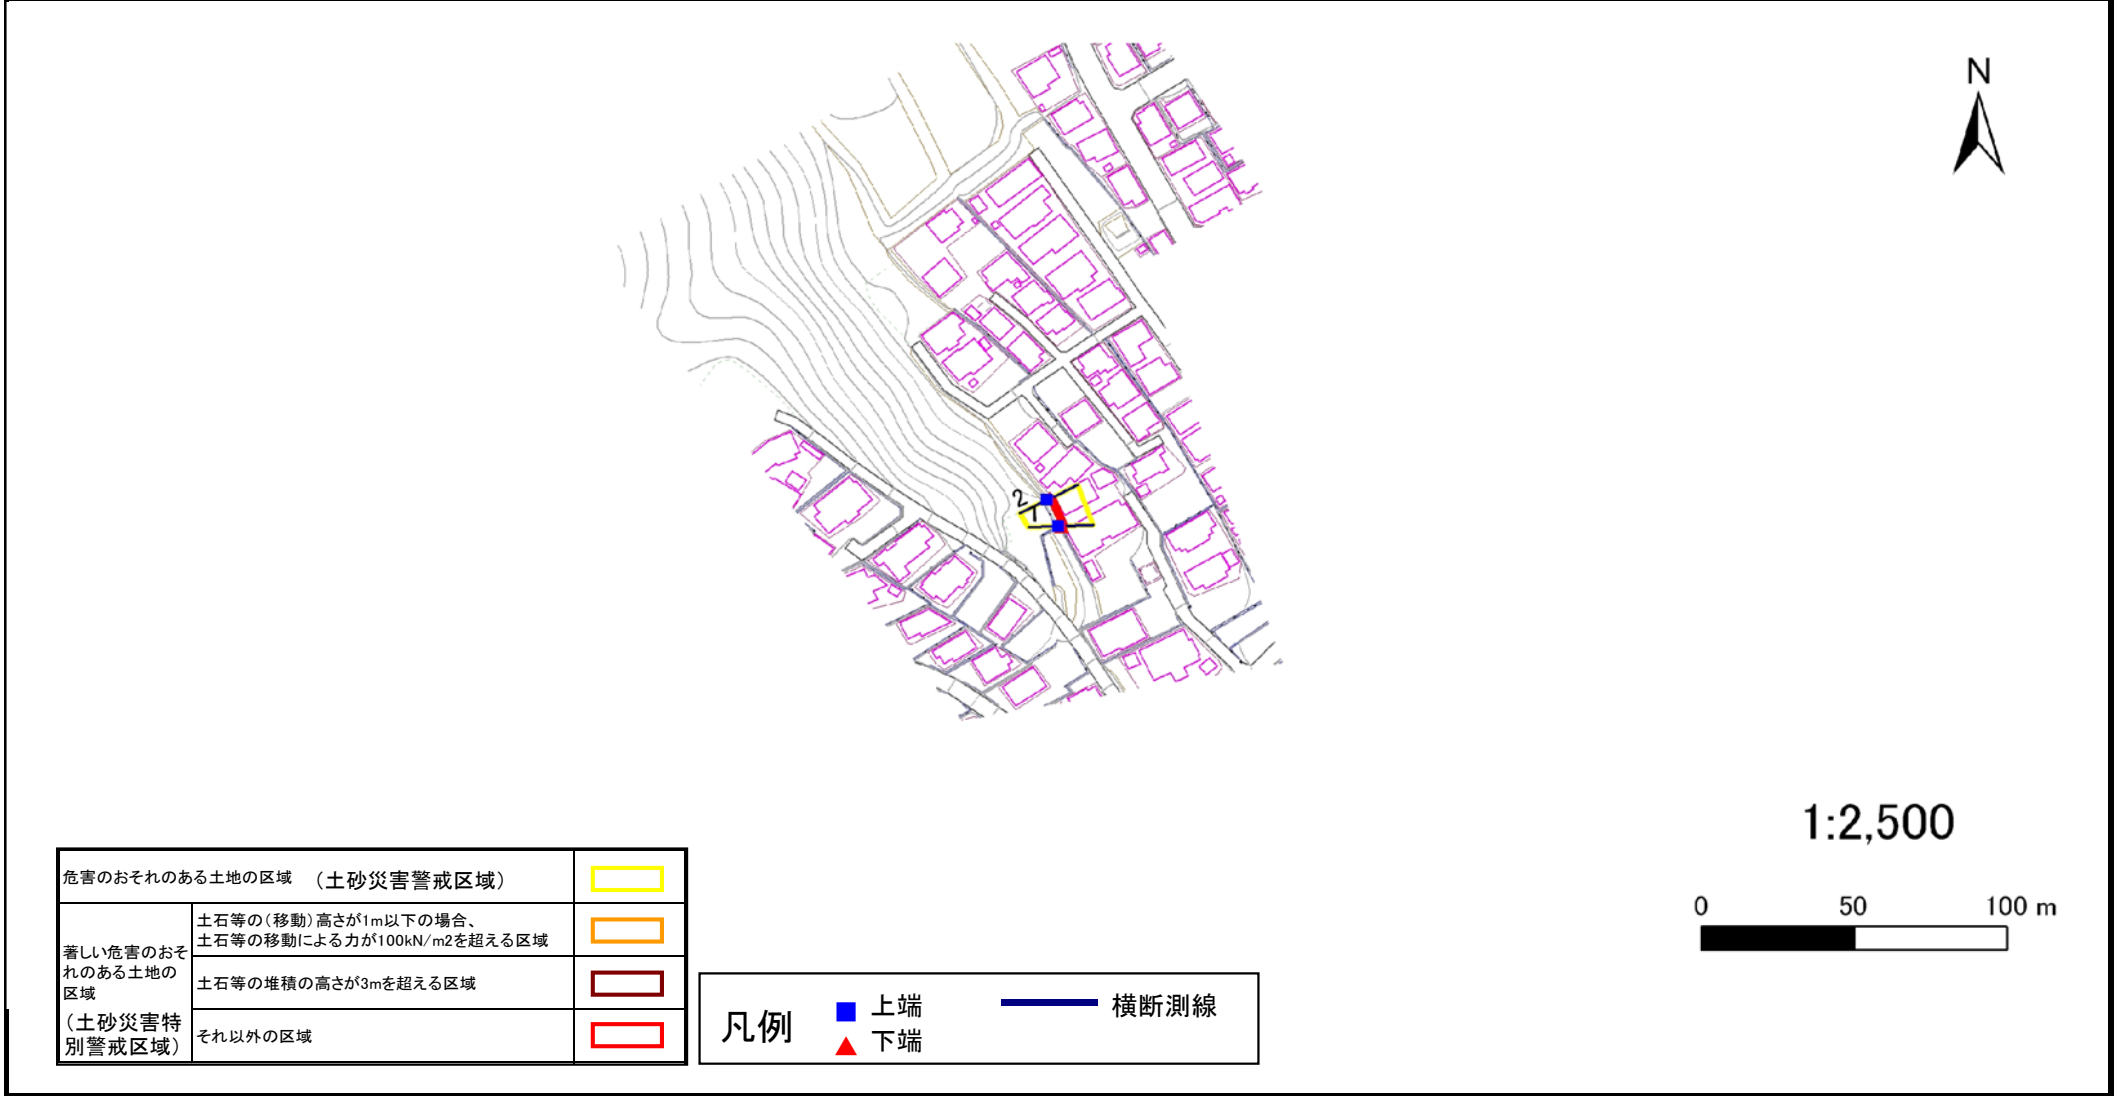 N
2
1
1:2,500
0 50 100 m
危害のおそれのある土地の区域 （土砂災害警戒区域）
著しい危害のおそ
れのある土地の
区域
（土砂災害特
別警戒区域）
土石等の（移動）高さが1m以下の場合、
土石等の移動による力が100kN/m2を超える区域
土石等の堆積の高さが3mを超える区域
それ以外の区域
凡例
上端
下端
横断測線